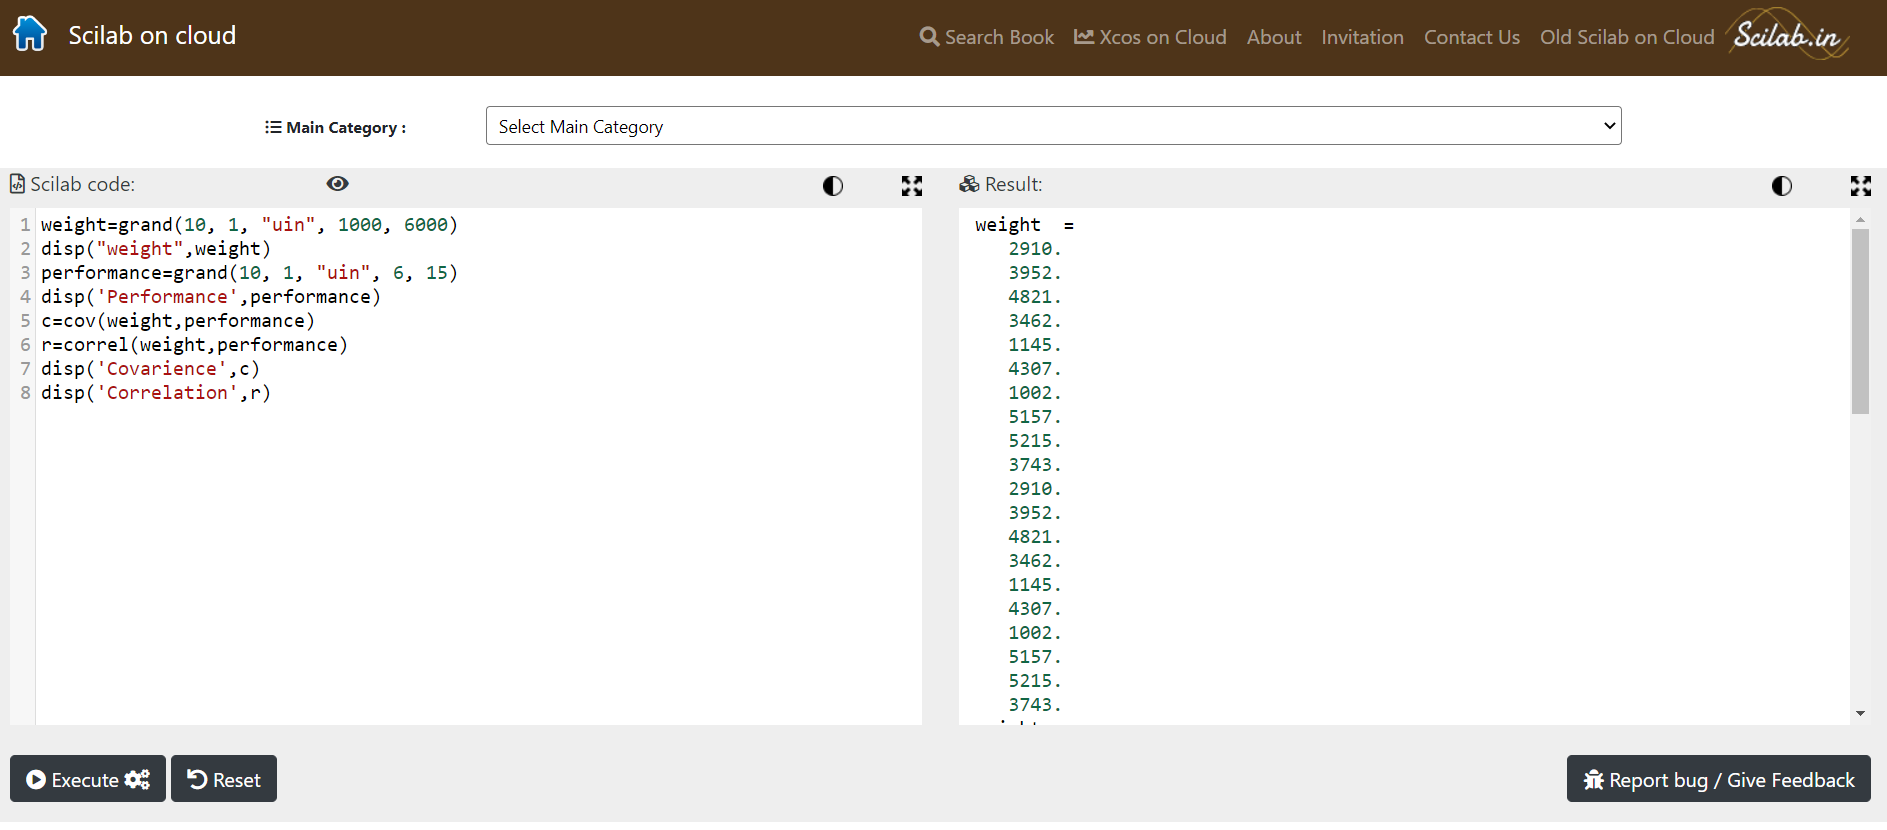 Scilab on cloud
Search Book Xcos on Cloud About Invitation Contact Us Old Scilab on Cloud Scilab.in
Main Category :
Select Main Category
Scilab code:
1 weight=grand(10, 1, "uin", 1000, 6000)
2 disp("weight",weight)
3 performance=grand(10, 1, "uin", 6, 15)
4 disp('Performance',performance)
5 c=cov(weight,performance)
6 r=correl(weight,performance)
7 disp('Covarience',c)
8 disp('Correlation',r)
Result:
weight =
2910.
3952.
4821.
3462.
1145.
4307.
1002.
5157.
5215.
3743.
2910.
3952.
4821.
3462.
1145.
4307.
1002.
5157.
5215.
3743.
Execute
Reset
Report bug / Give Feedback